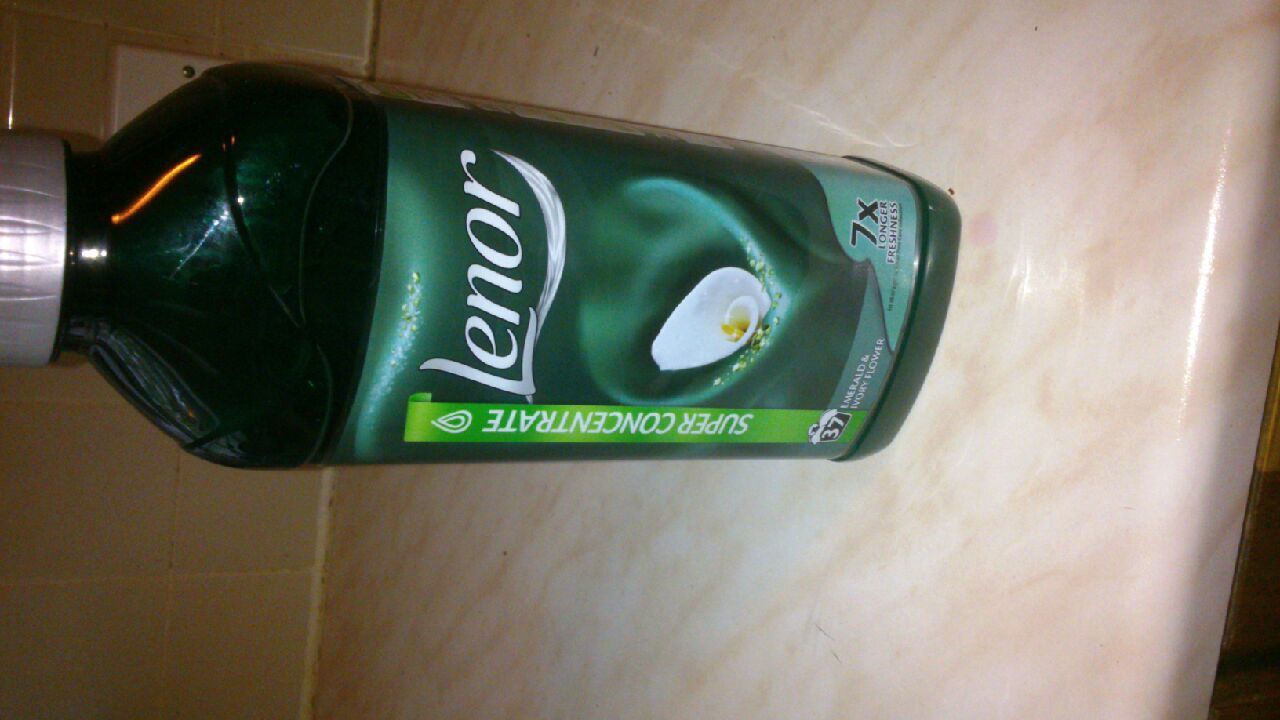 Lenor
SUPER CONCENTRATE
7x
LONGER
FRESHNESS
37
EMERALD &
IVORY FLOWER